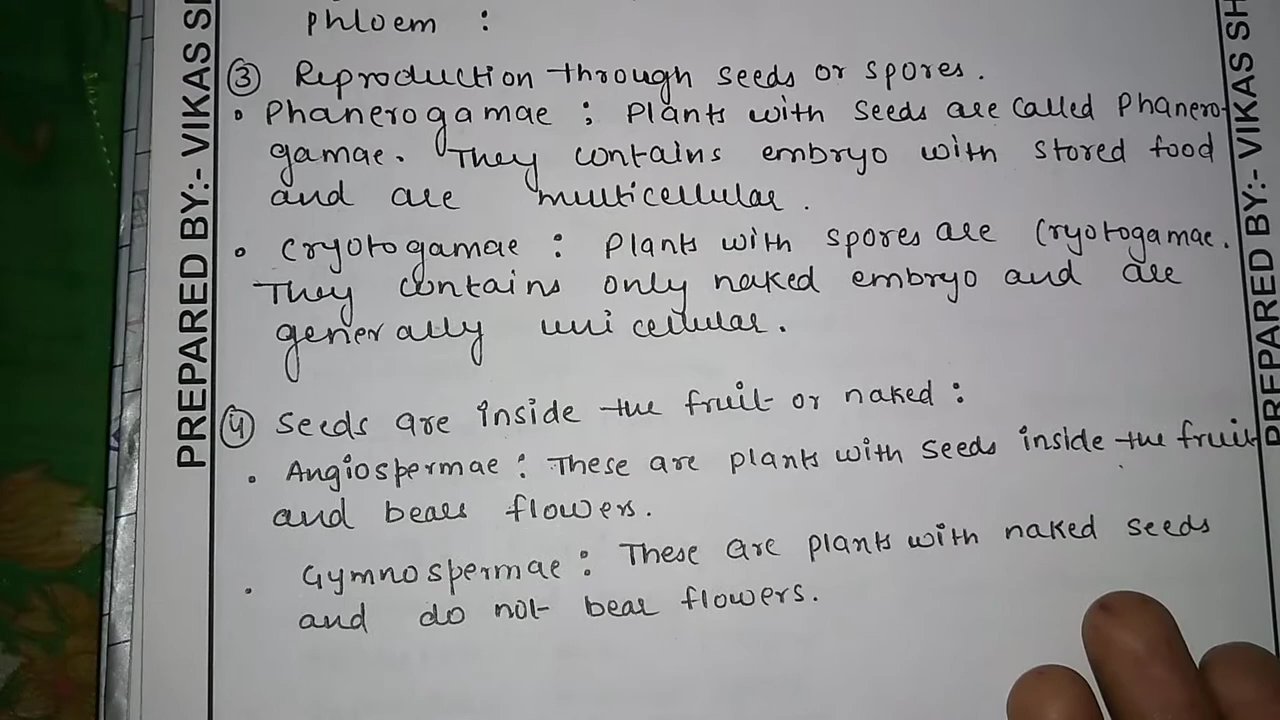 phloem :
③ Reproduction through seeds or spores.
• Phanerogamae : Plants with seeds are called Phanero-
gamae. They contains embryo with stored food
and are multicellular.
• Cryotogamae : Plants with spores are Cryotogamae.
They contains only naked embryo and are
generally unicellular.
④ Seeds are inside the fruit or naked :
• Angiospermae : These are plants with seeds inside the fruit
and bears flowers.
• Gymnospermae : These are plants with naked seeds
and do not bear flowers.
PREPARED BY:- VIKAS S
PREPARED BY:- VIKAS SH